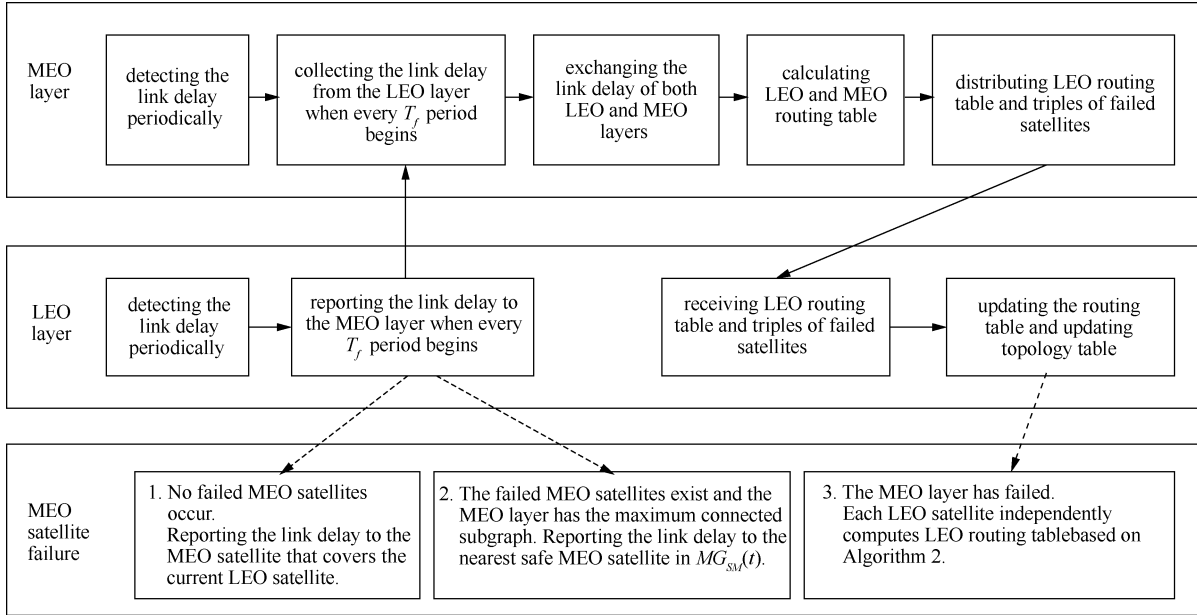 MEO
layer
detecting the
link delay
periodically
collecting the link delay
from the LEO layer
when every T_f period
begins
exchanging the
link delay of both
LEO and MEO
layers
calculating
LEO and MEO
routing table
distributing LEO routing
table and triples of failed
satellites
LEO
layer
detecting the
link delay
periodically
reporting the link delay to
the MEO layer when every
T_f period begins
receiving LEO routing
table and triples of failed
satellites
updating the routing
table and updating
topology table
MEO
satellite
failure
1. No failed MEO satellites
occur.
Reporting the link delay to the
MEO satellite that covers the
current LEO satellite.
2. The failed MEO satellites exist and the
MEO layer has the maximum connected
subgraph. Reporting the link delay to the
nearest safe MEO satellite in MG_SM(t).
3. The MEO layer has failed.
Each LEO satellite independently
computes LEO routing tablebased on
Algorithm 2.